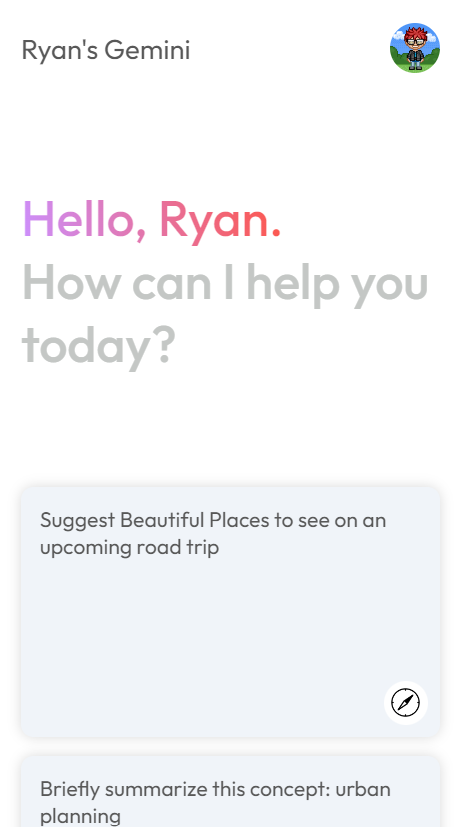 Ryan's Gemini
Hello, Ryan.
How can I help you
today?
Suggest Beautiful Places to see on an
upcoming road trip
Briefly summarize this concept: urban
planning